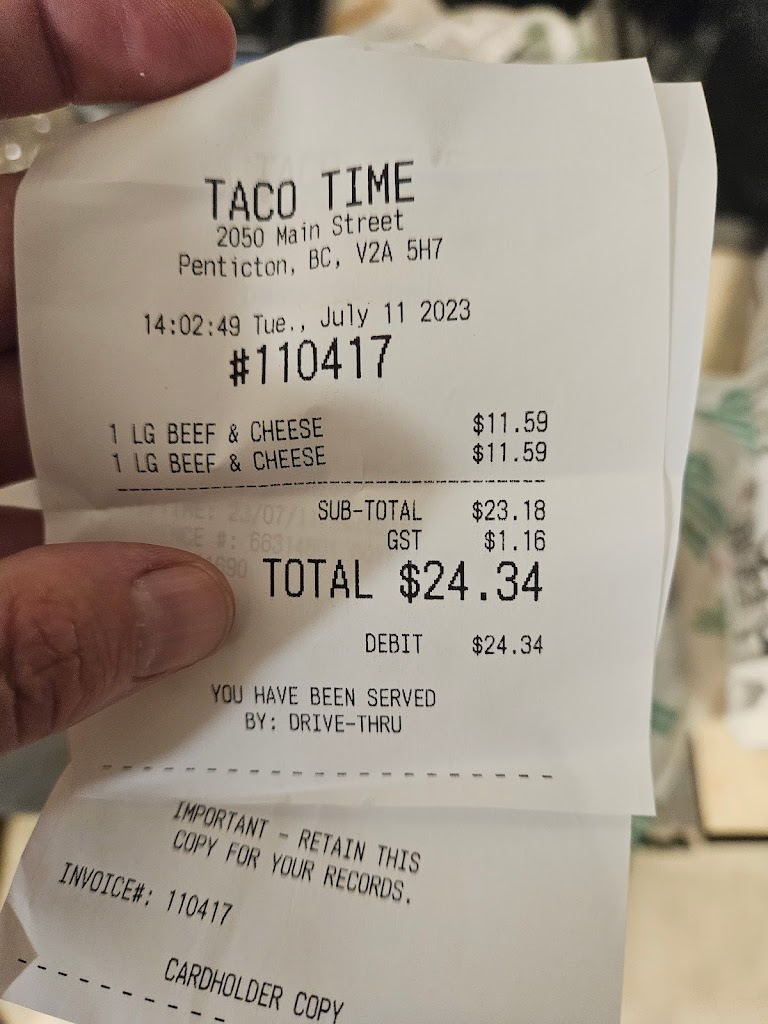 TACO TIME
2050 Main Street
Penticton, BC, V2A 5H7
14:02:49 Tue., July 11 2023
#110417
1 LG BEEF & CHEESE $11.59
1 LG BEEF & CHEESE $11.59
SUB-TOTAL $23.18
GST $1.16
TOTAL $24.34
DEBIT $24.34
YOU HAVE BEEN SERVED
BY: DRIVE-THRU
IMPORTANT - RETAIN THIS
COPY FOR YOUR RECORDS.
INVOICE#: 110417
CARDHOLDER COPY